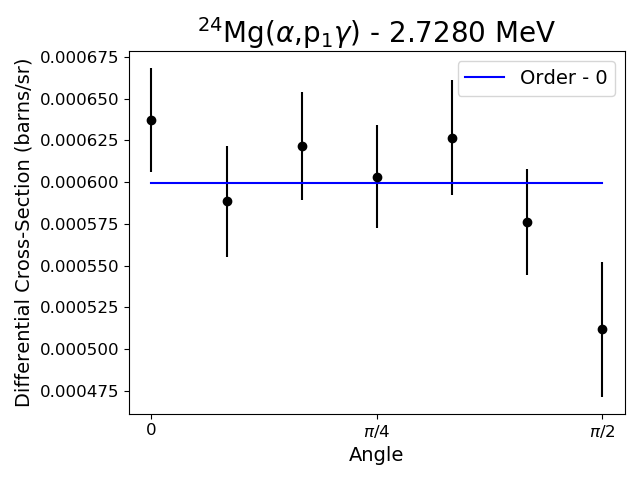 ²⁴Mg(α,p₁γ) - 2.7280 MeV
Differential Cross-Section (barns/sr)
0.000675
0.000650
0.000625
0.000600
0.000575
0.000550
0.000525
0.000500
0.000475
Order - 0
0
π/4
π/2
Angle